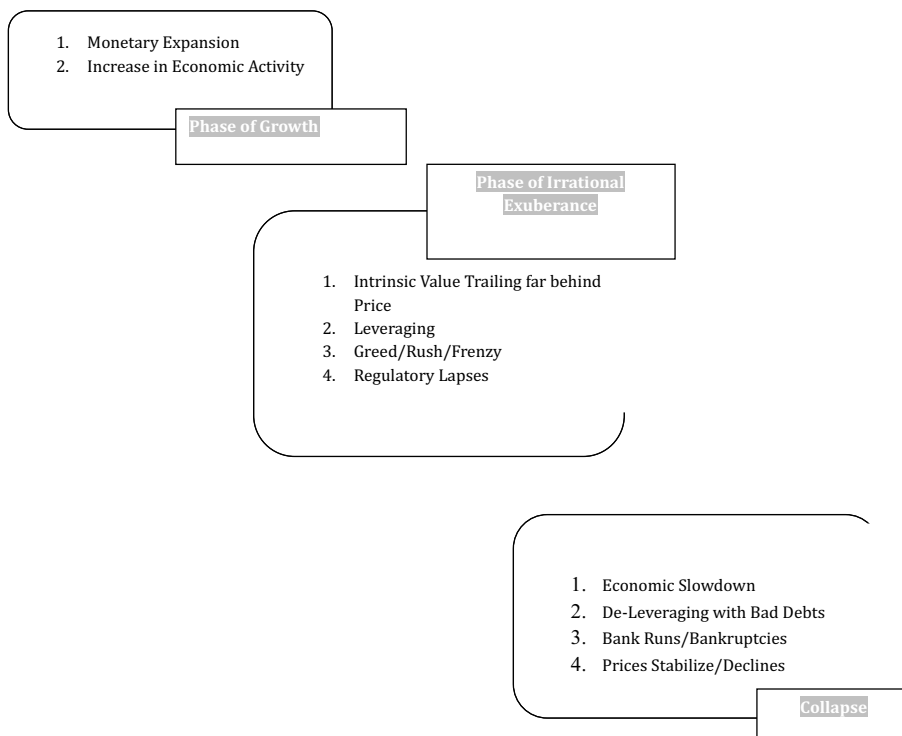 1. Monetary Expansion
2. Increase in Economic Activity
Phase of Growth
Phase of Irrational
Exuberance
1. Intrinsic Value Trailing far behind
Price
2. Leveraging
3. Greed/Rush/Frenzy
4. Regulatory Lapses
1. Economic Slowdown
2. De-Leveraging with Bad Debts
3. Bank Runs/Bankruptcies
4. Prices Stabilize/Declines
Collapse